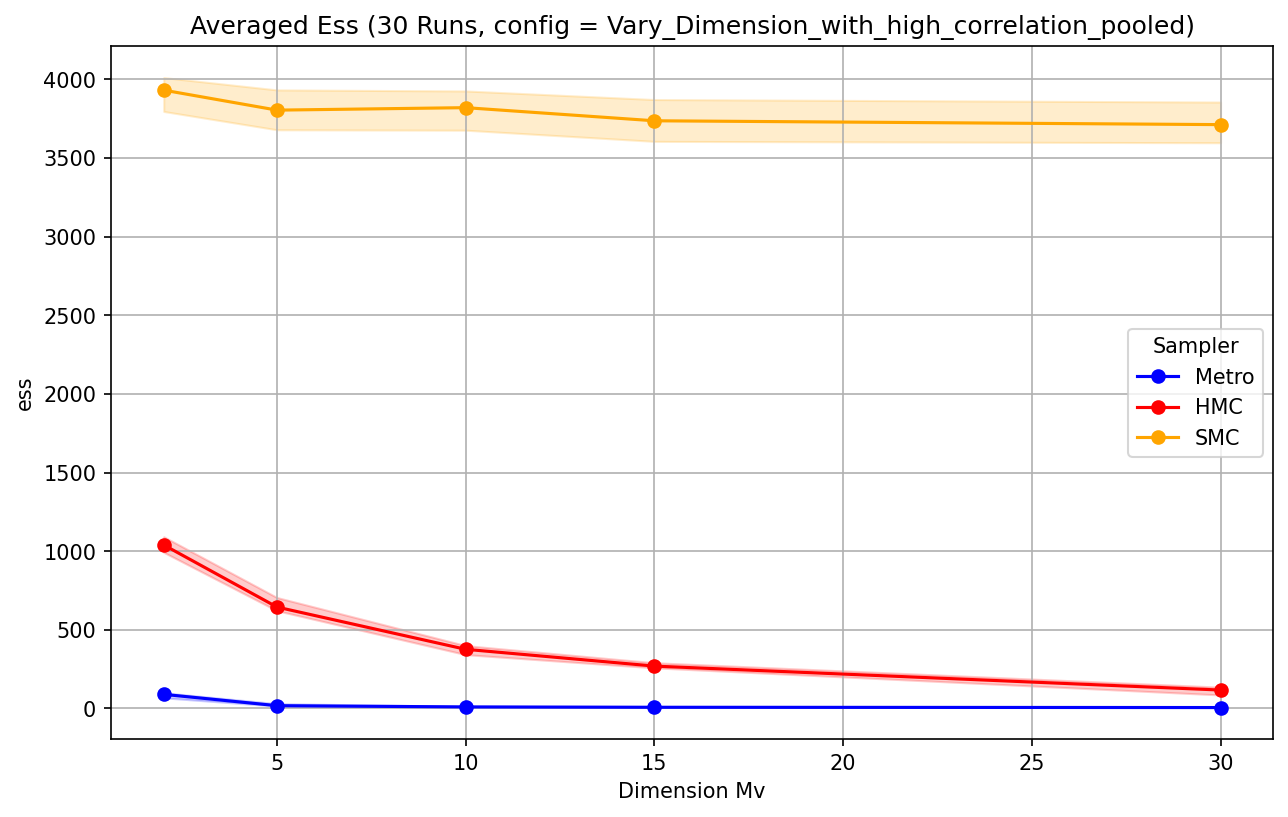 Averaged Ess (30 Runs, config = Vary_Dimension_with_high_correlation_pooled)
4000
3500
3000
2500
2000
1500
1000
500
0
ess
Sampler
Metro
HMC
SMC
5 10 15 20 25 30
Dimension Mv